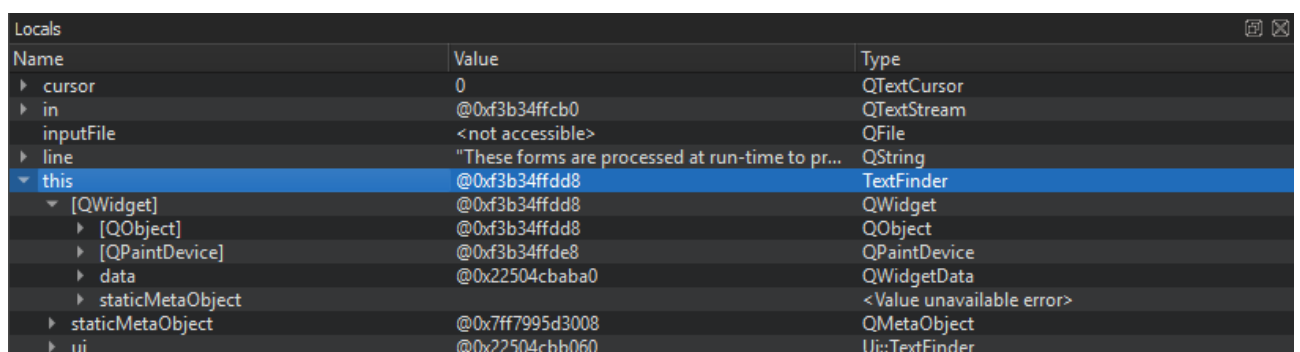 Locals
Name Value Type
cursor 0 QTextCursor
in @0xf3b34ffcb0 QTextStream
inputFile <not accessible> QFile
line "These forms are processed at run-time to pr... QString
this @0xf3b34ffdd8 TextFinder
[QWidget] @0xf3b34ffdd8 QWidget
[QObject] @0xf3b34ffdd8 QObject
[QPaintDevice] @0xf3b34ffde8 QPaintDevice
data @0x22504cbaba0 QWidgetData
staticMetaObject <Value unavailable error>
staticMetaObject @0x7ff7995d3008 QMetaObject
ui @0x22504cbb060 Ui::TextFinder